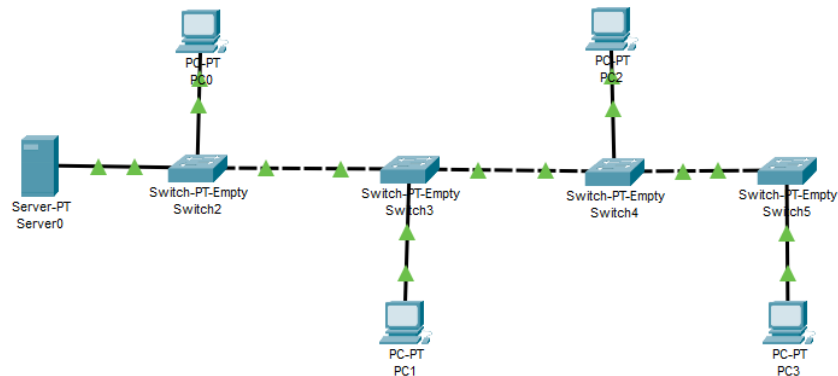 PC-PT
PC0
PC-PT
PC2
Server-PT
Server0
Switch-PT-Empty
Switch2
Switch-PT-Empty
Switch3
Switch-PT-Empty
Switch4
Switch-PT-Empty
Switch5
PC-PT
PC1
PC-PT
PC3